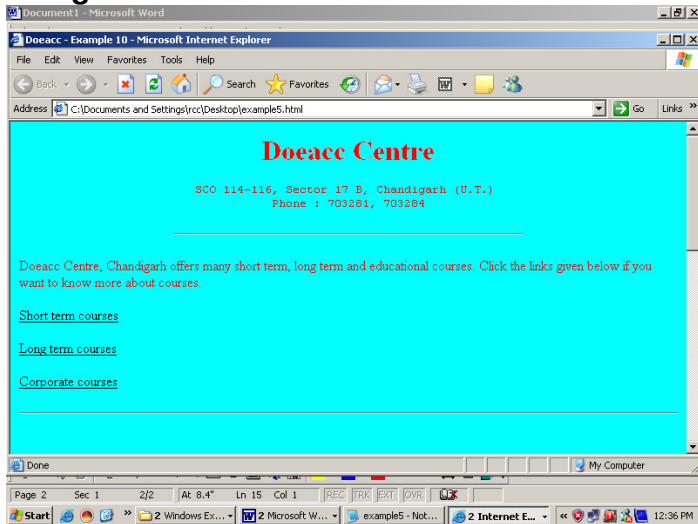 Document1 - Microsoft Word
Doeacc - Example 10 - Microsoft Internet Explorer
File Edit View Favorites Tools Help
Back Search Favorites
Address C:\Documents and Settings\rcc\Desktop\example5.html Go Links »
Doeacc Centre
SCO 114-116, Sector 17 B, Chandigarh (U.T.)
Phone : 703281, 703284
Doeacc Centre, Chandigarh offers many short term, long term and educational courses. Click the links given below if you
want to know more about courses.
Short term courses
Long term courses
Corporate courses
Done My Computer
Page 2 Sec 1 2/2 At 8.4" Ln 15 Col 1 REC TRK EXT OVR
Start » 2 Windows Ex... 2 Microsoft W... example5 - Not... 2 Internet E... « 12:36 PM